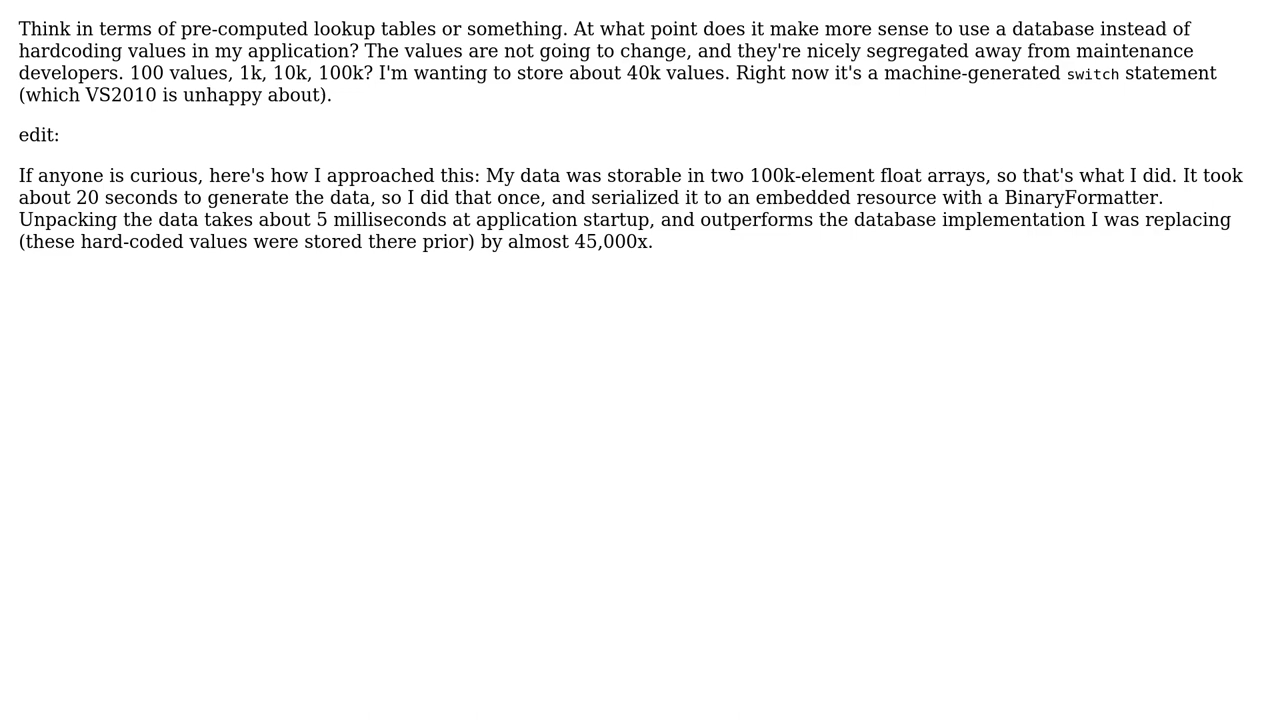 Think in terms of pre-computed lookup tables or something. At what point does it make more sense to use a database instead of
hardcoding values in my application? The values are not going to change, and they're nicely segregated away from maintenance
developers. 100 values, 1k, 10k, 100k? I'm wanting to store about 40k values. Right now it's a machine-generated switch statement
(which VS2010 is unhappy about).
edit:
If anyone is curious, here's how I approached this: My data was storable in two 100k-element float arrays, so that's what I did. It took
about 20 seconds to generate the data, so I did that once, and serialized it to an embedded resource with a BinaryFormatter.
Unpacking the data takes about 5 milliseconds at application startup, and outperforms the database implementation I was replacing
(these hard-coded values were stored there prior) by almost 45,000x.